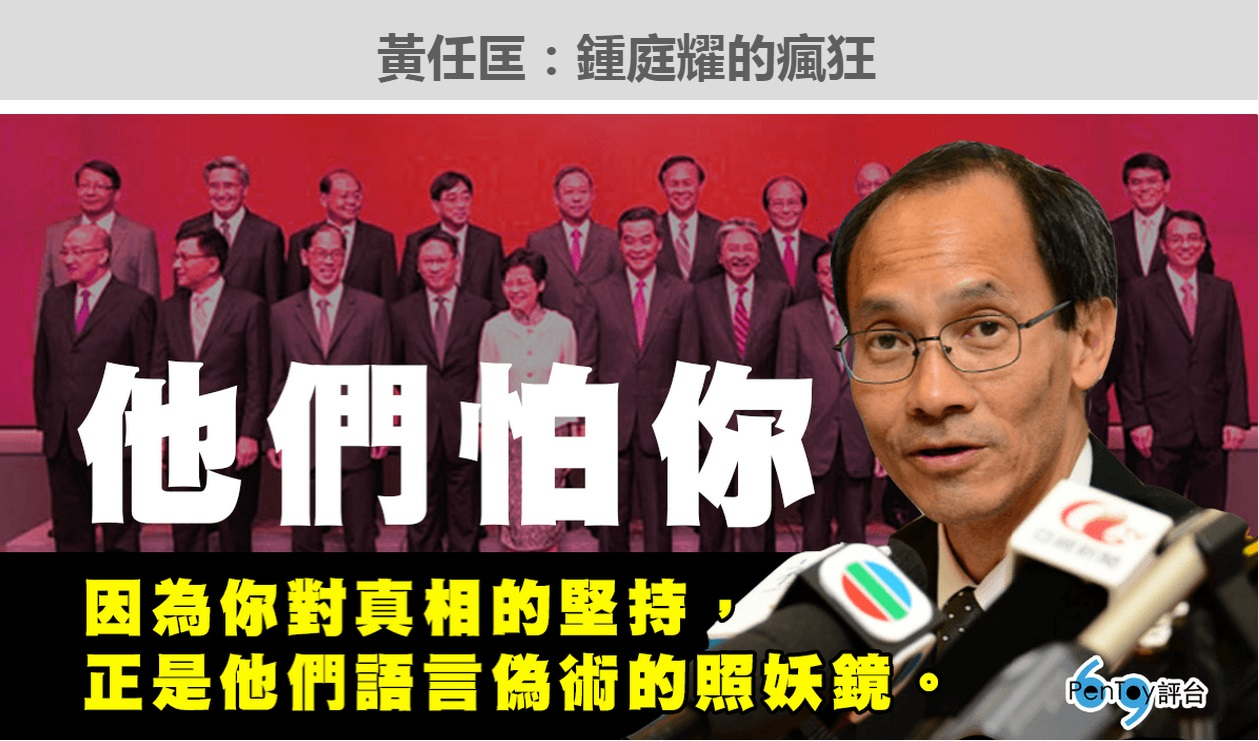 黃任匡：鍾庭耀的瘋狂
他們怕你
因為你對真相的堅持，
正是他們語言偽術的照妖鏡。
PenToy評台